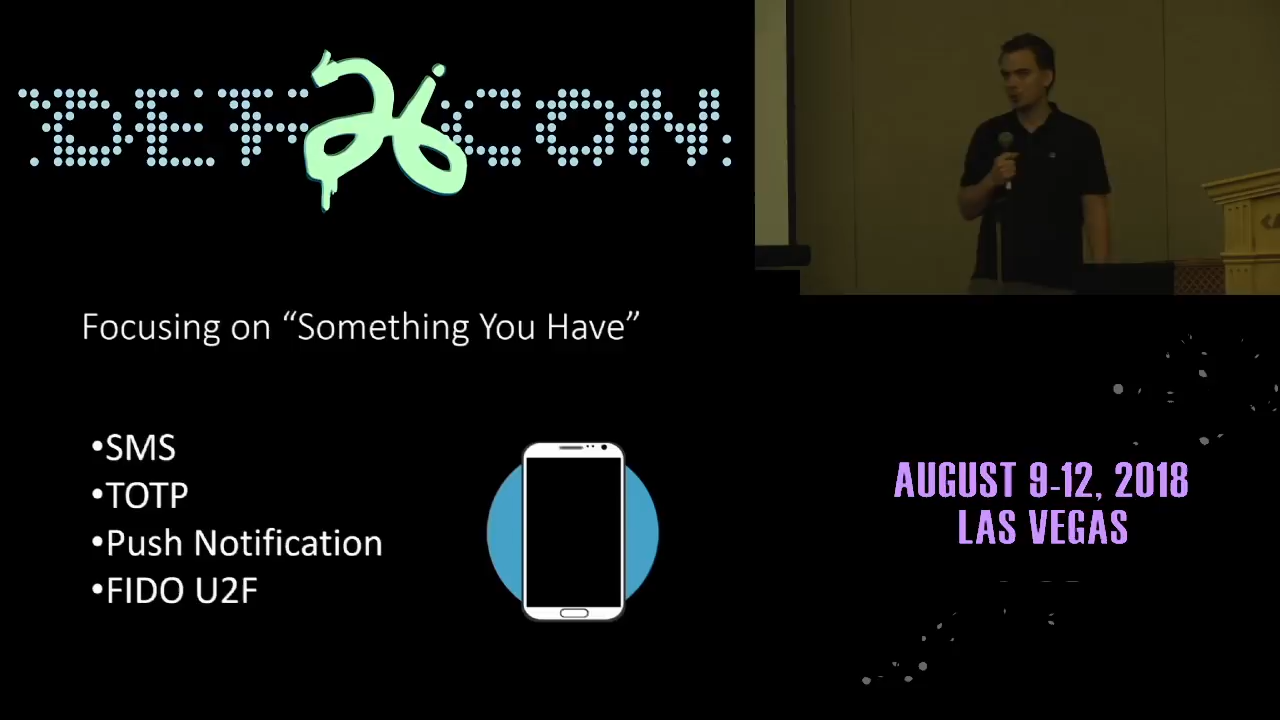 DEF 26 CON
Focusing on “Something You Have”
•SMS
•TOTP
•Push Notification
•FIDO U2F
AUGUST 9-12, 2018
LAS VEGAS